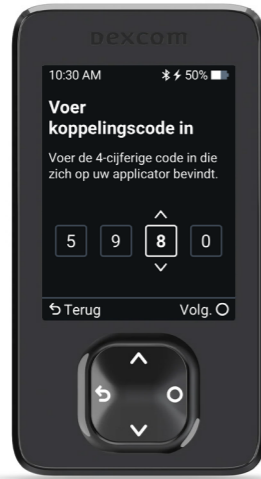 Dexcom
10:30 AM 50%
Voer
koppelingscode in
Voer de 4-cijferige code in die
zich op uw applicator bevindt.
5 9 8 0
Terug Volg.